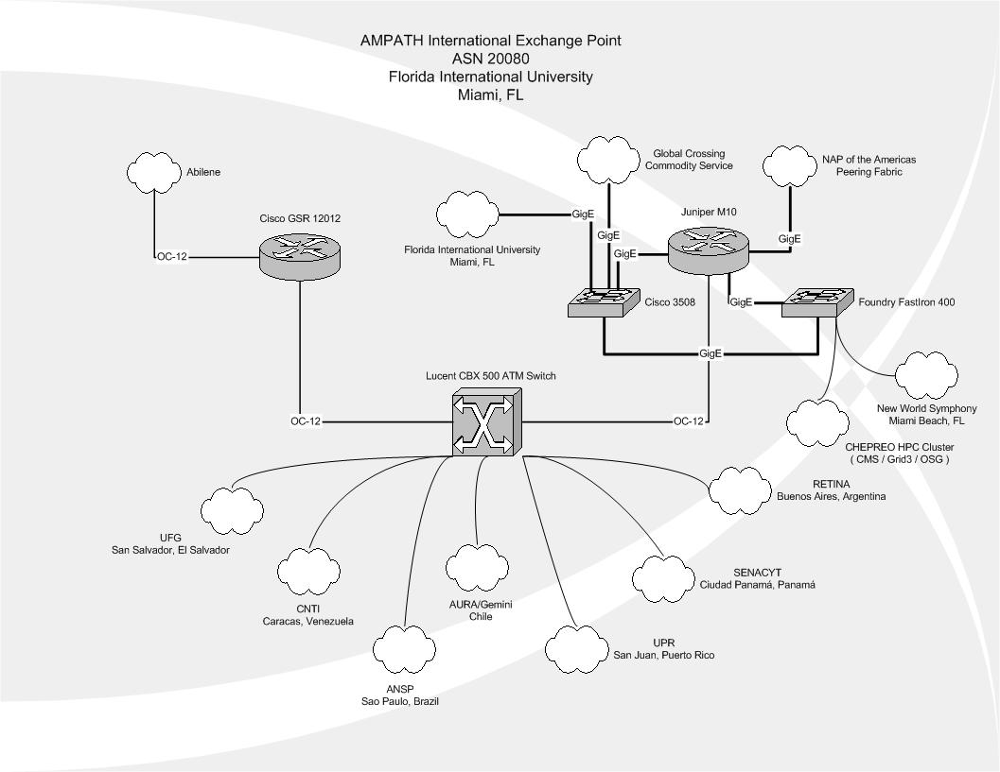 AMPATH International Exchange Point
ASN 20080
Florida International University
Miami, FL
Abilene
Cisco GSR 12012
OC-12
Global Crossing
Commodity Service
NAP of the Americas
Peering Fabric
Juniper M10
GigE
GigE
GigE
GigE
Florida International University
Miami, FL
Cisco 3508
GigE
Foundry FastIron 400
GigE
Lucent CBX 500 ATM Switch
OC-12
OC-12
New World Symphony
Miami Beach, FL
CHEPREO HPC Cluster
( CMS / Grid3 / OSG )
RETINA
Buenos Aires, Argentina
UFG
San Salvador, El Salvador
CNTI
Caracas, Venezuela
AURA/Gemini
Chile
SENACYT
Ciudad Panamá, Panamá
UPR
San Juan, Puerto Rico
ANSP
Sao Paulo, Brazil